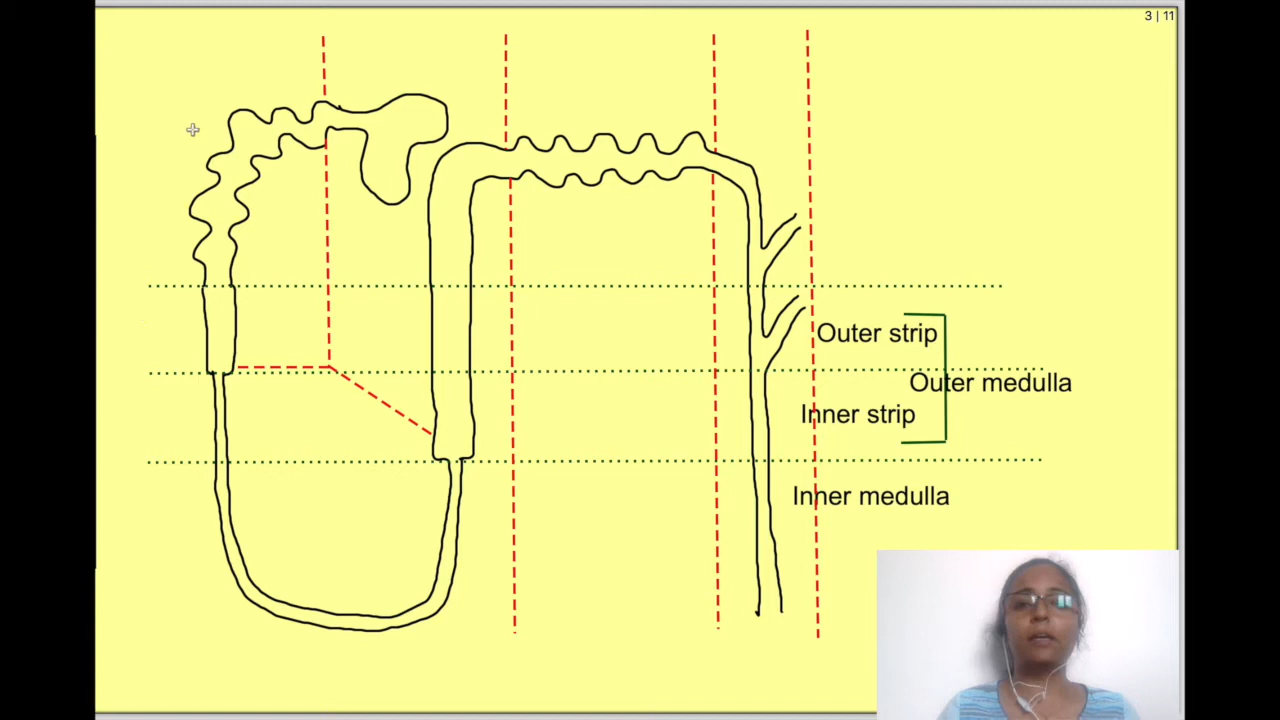 3 | 11
Outer strip
Outer medulla
Inner strip
Inner medulla